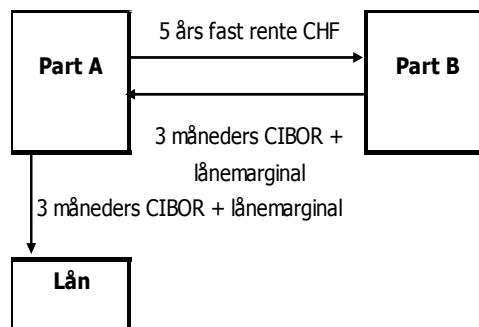 5 års fast rente CHF
Part A
Part B
3 måneders CIBOR +
lånemarginal
3 måneders CIBOR + lånemarginal
Lån